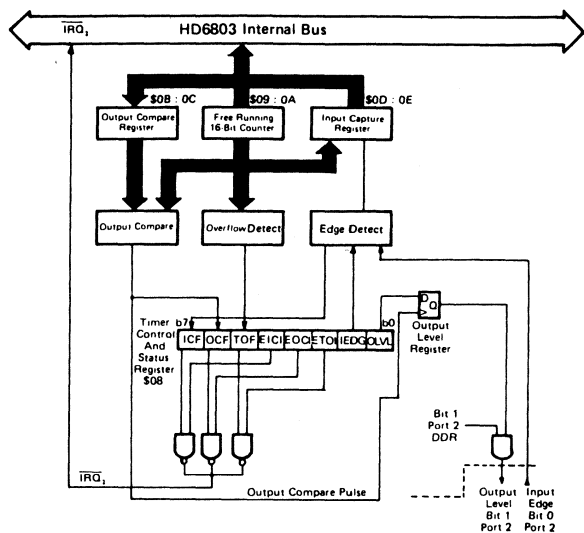 IRQ₂
HD6803 Internal Bus
$0B : 0C
$09 : 0A
$0D : 0E
Output Compare
Register
Free Running
16-Bit Counter
Input Capture
Register
Output Compare
Overflow Detect
Edge Detect
Timer
Control
And
Status
Register
$08
b7
b0
ICF
OCF
TOF
EICI
EOCI
ETOI
IEDG
OLVL
D
Q
Output
Level
Register
Bit 1
Port 2
DDR
IRQ₂
Output Compare Pulse
Output
Level
Bit 1
Port 2
Input
Edge
Bit 0
Port 2